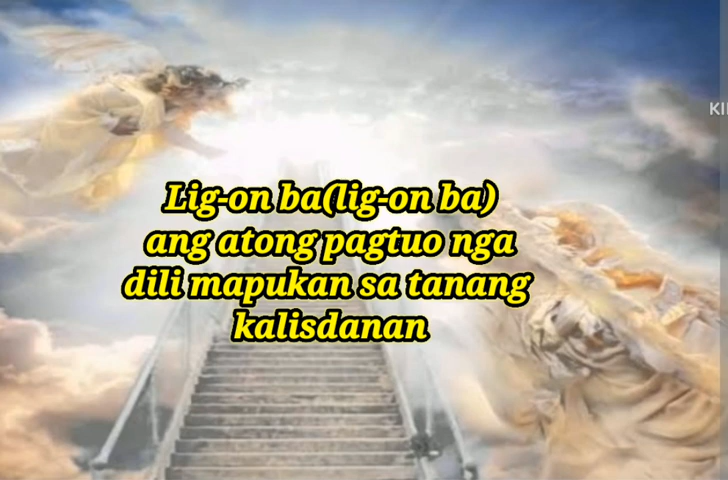 Lig-on ba(lig-on ba)
ang atong pagtuo nga
dili mapukan sa tanang
kalisdanan